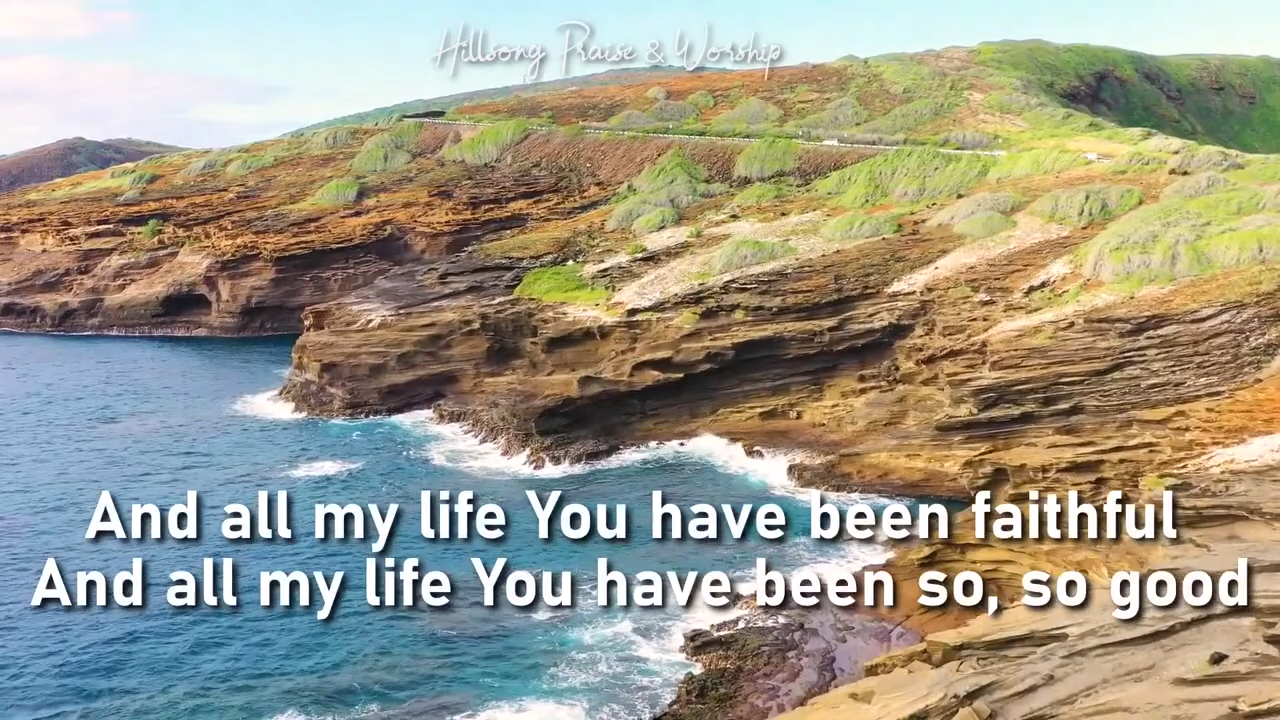 Hillsong Praise & Worship
And all my life You have been faithful
And all my life You have been so, so good